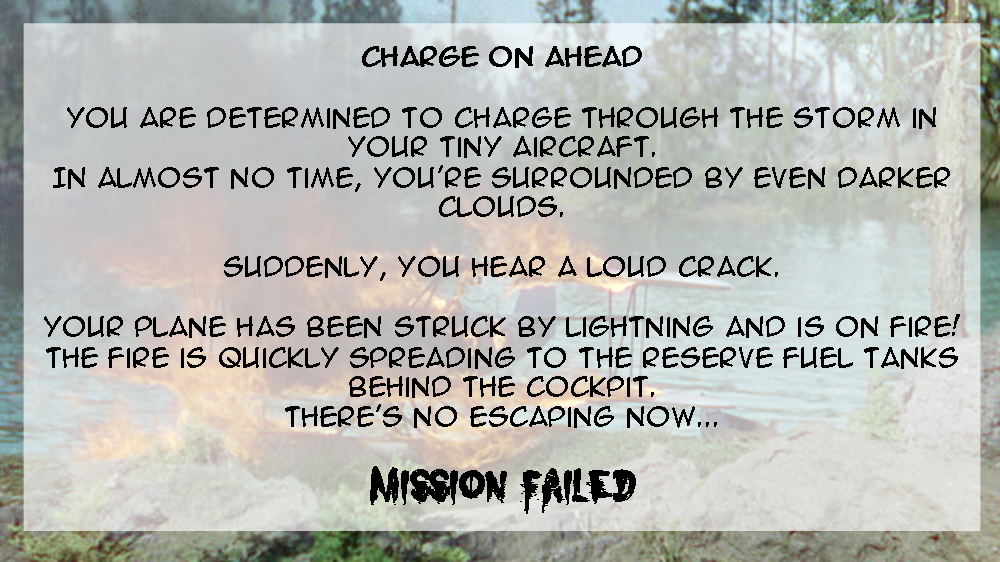 CHARGE ON AHEAD
YOU ARE DETERMINED TO CHARGE THROUGH THE STORM IN
YOUR TINY AIRCRAFT.
IN ALMOST NO TIME, YOU'RE SURROUNDED BY EVEN DARKER
CLOUDS.
SUDDENLY, YOU HEAR A LOUD CRACK.
YOUR PLANE HAS BEEN STRUCK BY LIGHTNING AND IS ON FIRE!
THE FIRE IS QUICKLY SPREADING TO THE RESERVE FUEL TANKS
BEHIND THE COCKPIT.
THERE'S NO ESCAPING NOW...
MISSION FAILED